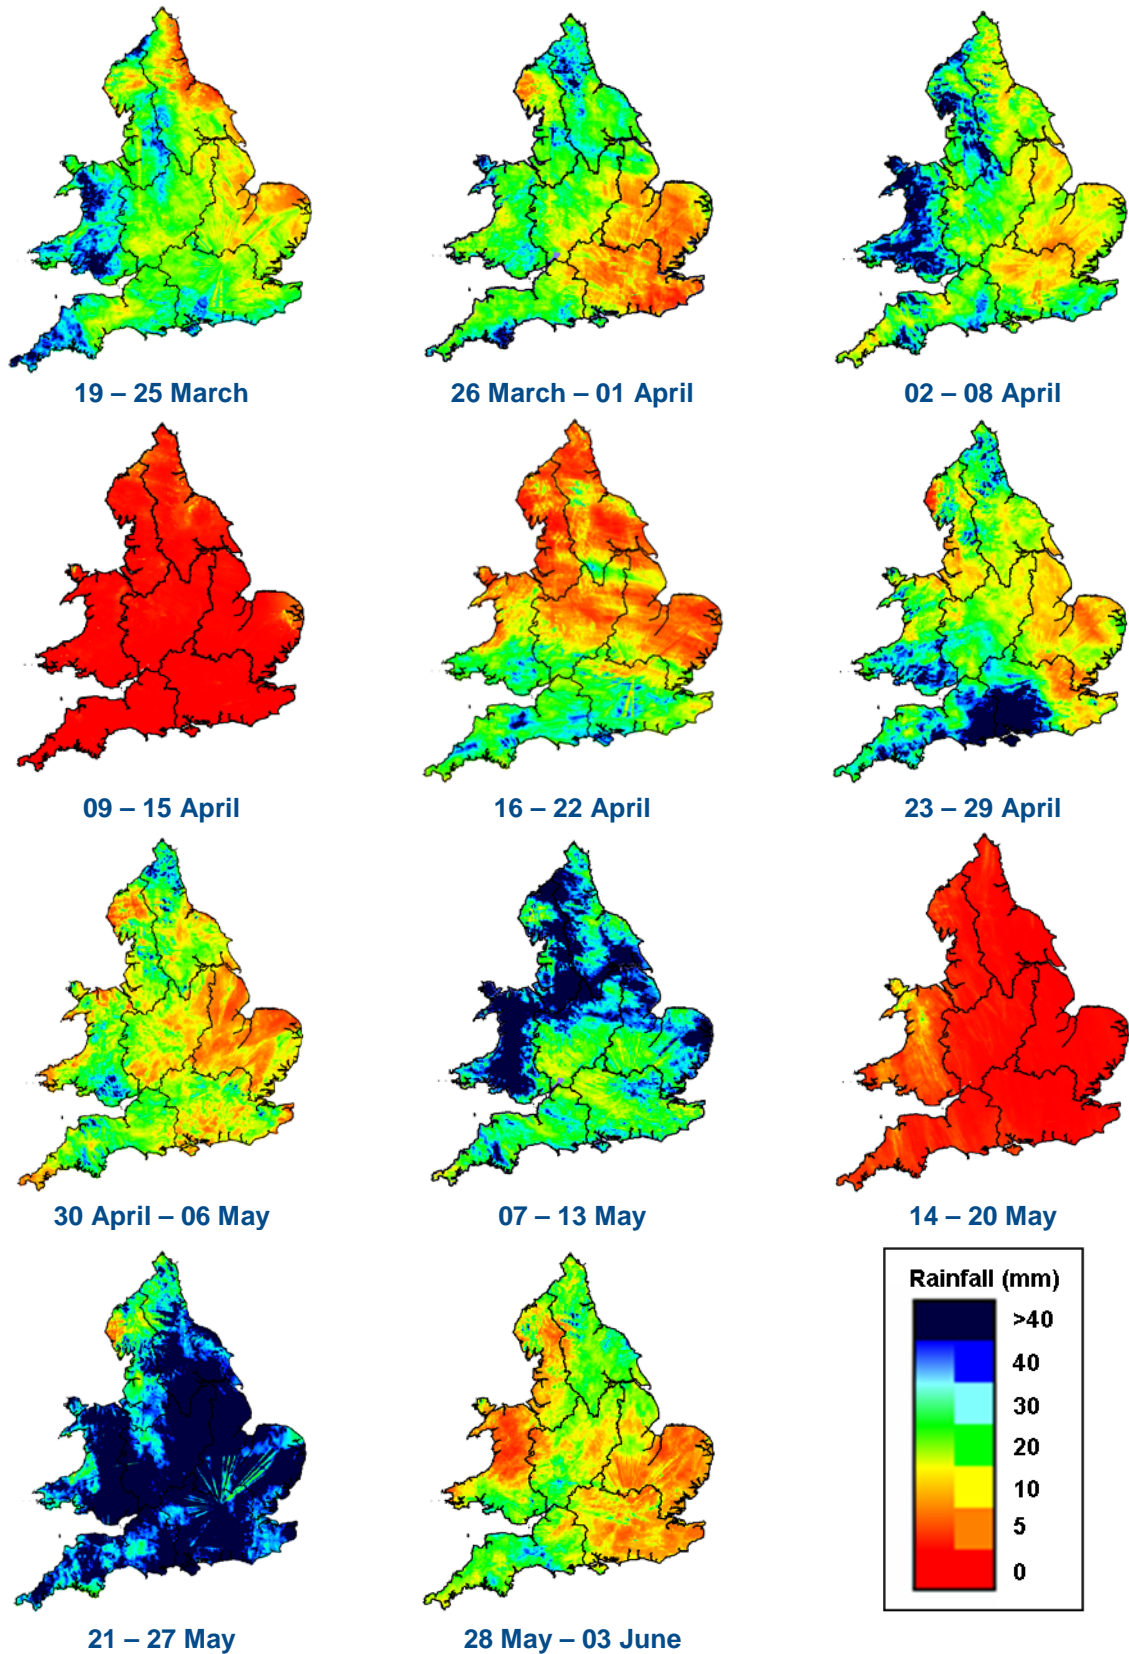 19 – 25 March
26 March – 01 April
02 – 08 April
09 – 15 April
16 – 22 April
23 – 29 April
30 April – 06 May
07 – 13 May
14 – 20 May
Rainfall (mm)
>40
40
30
20
10
5
0
21 – 27 May
28 May – 03 June